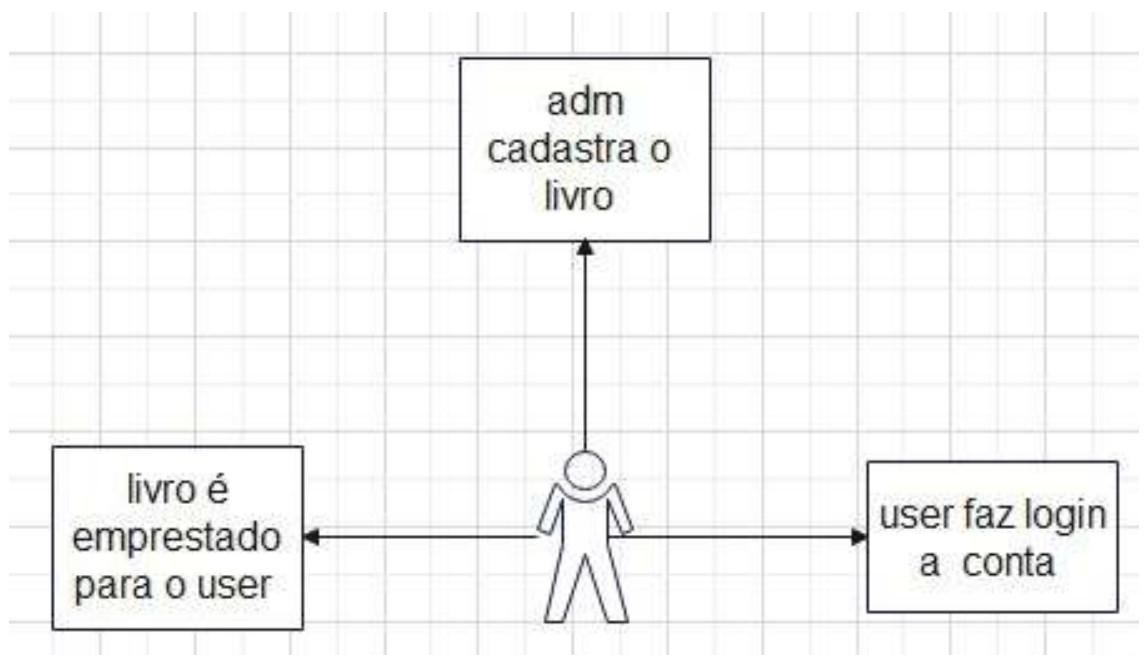 adm
cadastra o
livro
livro é
emprestado
para o user
user faz login
a conta